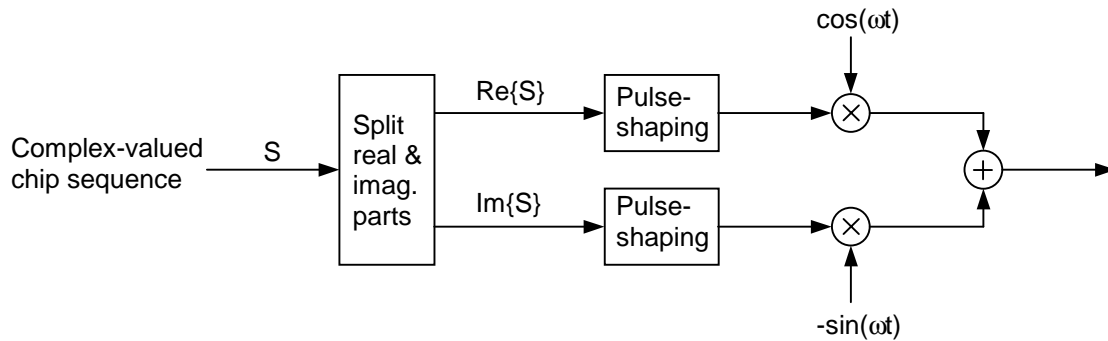 cos(ωt)
Complex-valued
chip sequence
S
Split
real &
imag.
parts
Re{S}
Pulse-
shaping
Im{S}
Pulse-
shaping
-sin(ωt)